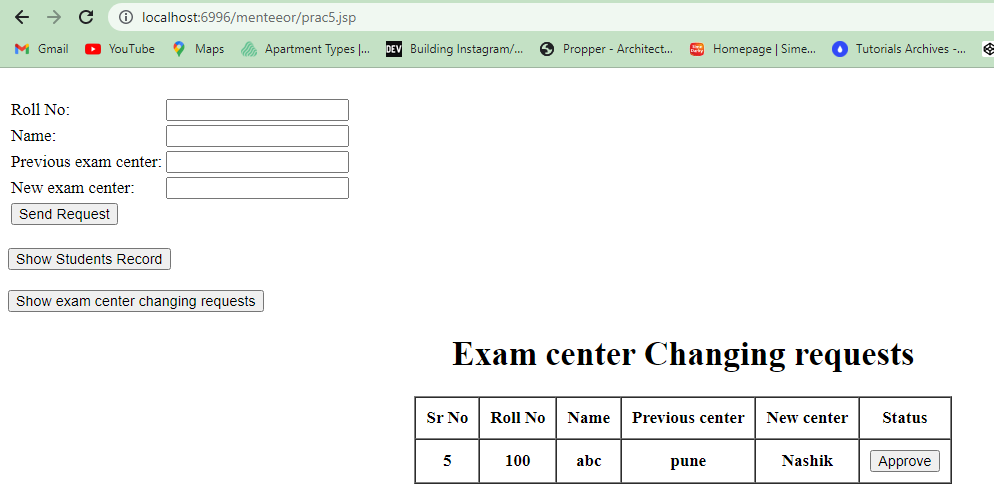 localhost:6996/menteeor/prac5.jsp
Gmail YouTube Maps Apartment Types |... DEV Building Instagram/... Propper - Architect... Homepage | Sime... Tutorials Archives -...
Roll No:
Name:
Previous exam center:
New exam center:
Send Request
Show Students Record
Show exam center changing requests
Exam center Changing requests
Sr No Roll No Name Previous center New center Status
5 100 abc pune Nashik Approve